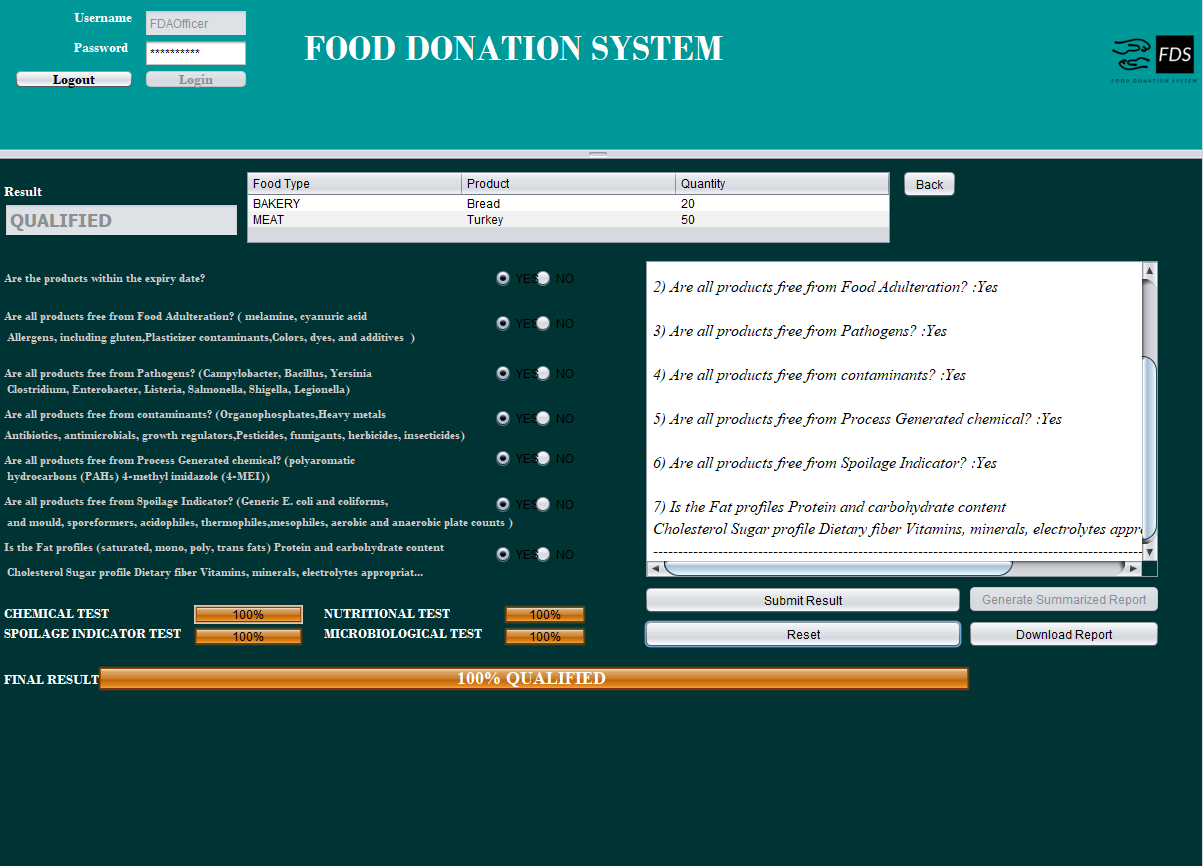 Username
FDAOfficer
Password
**********
Logout
Login
FOOD DONATION SYSTEM
FDS
FOOD DONATION SYSTEM
Result
QUALIFIED
Food Type Product Quantity
BAKERY Bread 20
MEAT Turkey 50
Back
Are the products within the expiry date?
YES NO
Are all products free from Food Adulteration? ( melamine, cyanuric acid
Allergens, including gluten,Plasticizer contaminants,Colors, dyes, and additives )
YES NO
Are all products free from Pathogens? (Campylobacter, Bacillus, Yersinia
Clostridium, Enterobacter, Listeria, Salmonella, Shigella, Legionella)
YES NO
Are all products free from contaminants? (Organophosphates,Heavy metals
Antibiotics, antimicrobials, growth regulators,Pesticides, fumigants, herbicides, insecticides)
YES NO
Are all products free from Process Generated chemical? (polyaromatic
hydrocarbons (PAHs) 4-methyl imidazole (4-MEI))
YES NO
Are all products free from Spoilage Indicator? (Generic E. coli and coliforms,
and mould, sporeformers, acidophiles, thermophiles,mesophiles, aerobic and anaerobic plate counts )
YES NO
Is the Fat profiles (saturated, mono, poly, trans fats) Protein and carbohydrate content
Cholesterol Sugar profile Dietary fiber Vitamins, minerals, electrolytes appropriat...
YES NO
2) Are all products free from Food Adulteration? :Yes
3) Are all products free from Pathogens? :Yes
4) Are all products free from contaminants? :Yes
5) Are all products free from Process Generated chemical? :Yes
6) Are all products free from Spoilage Indicator? :Yes
7) Is the Fat profiles Protein and carbohydrate content
Cholesterol Sugar profile Dietary fiber Vitamins, minerals, electrolytes appr
CHEMICAL TEST 100%
NUTRITIONAL TEST 100%
SPOILAGE INDICATOR TEST 100%
MICROBIOLOGICAL TEST 100%
Submit Result
Generate Summarized Report
Reset
Download Report
FINAL RESULT 100% QUALIFIED